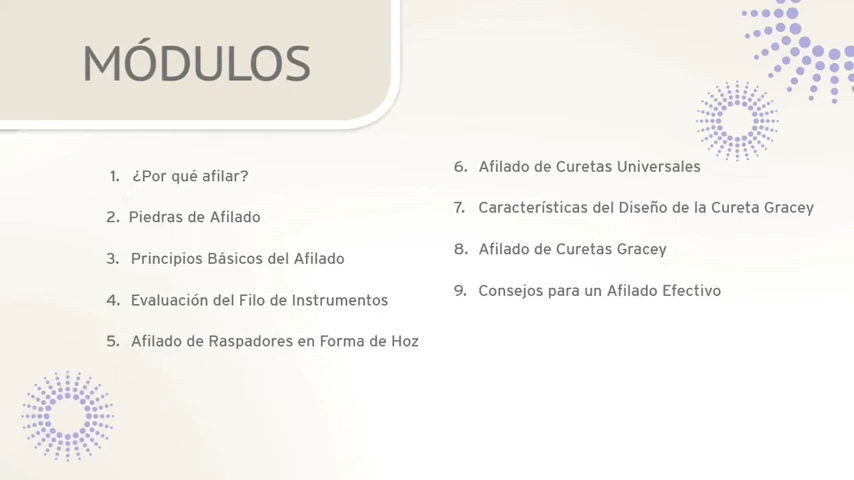 MÓDULOS
1. ¿Por qué afilar?
2. Piedras de Afilado
3. Principios Básicos del Afilado
4. Evaluación del Filo de Instrumentos
5. Afilado de Raspadores en Forma de Hoz
6. Afilado de Curetas Universales
7. Características del Diseño de la Cureta Gracey
8. Afilado de Curetas Gracey
9. Consejos para un Afilado Efectivo